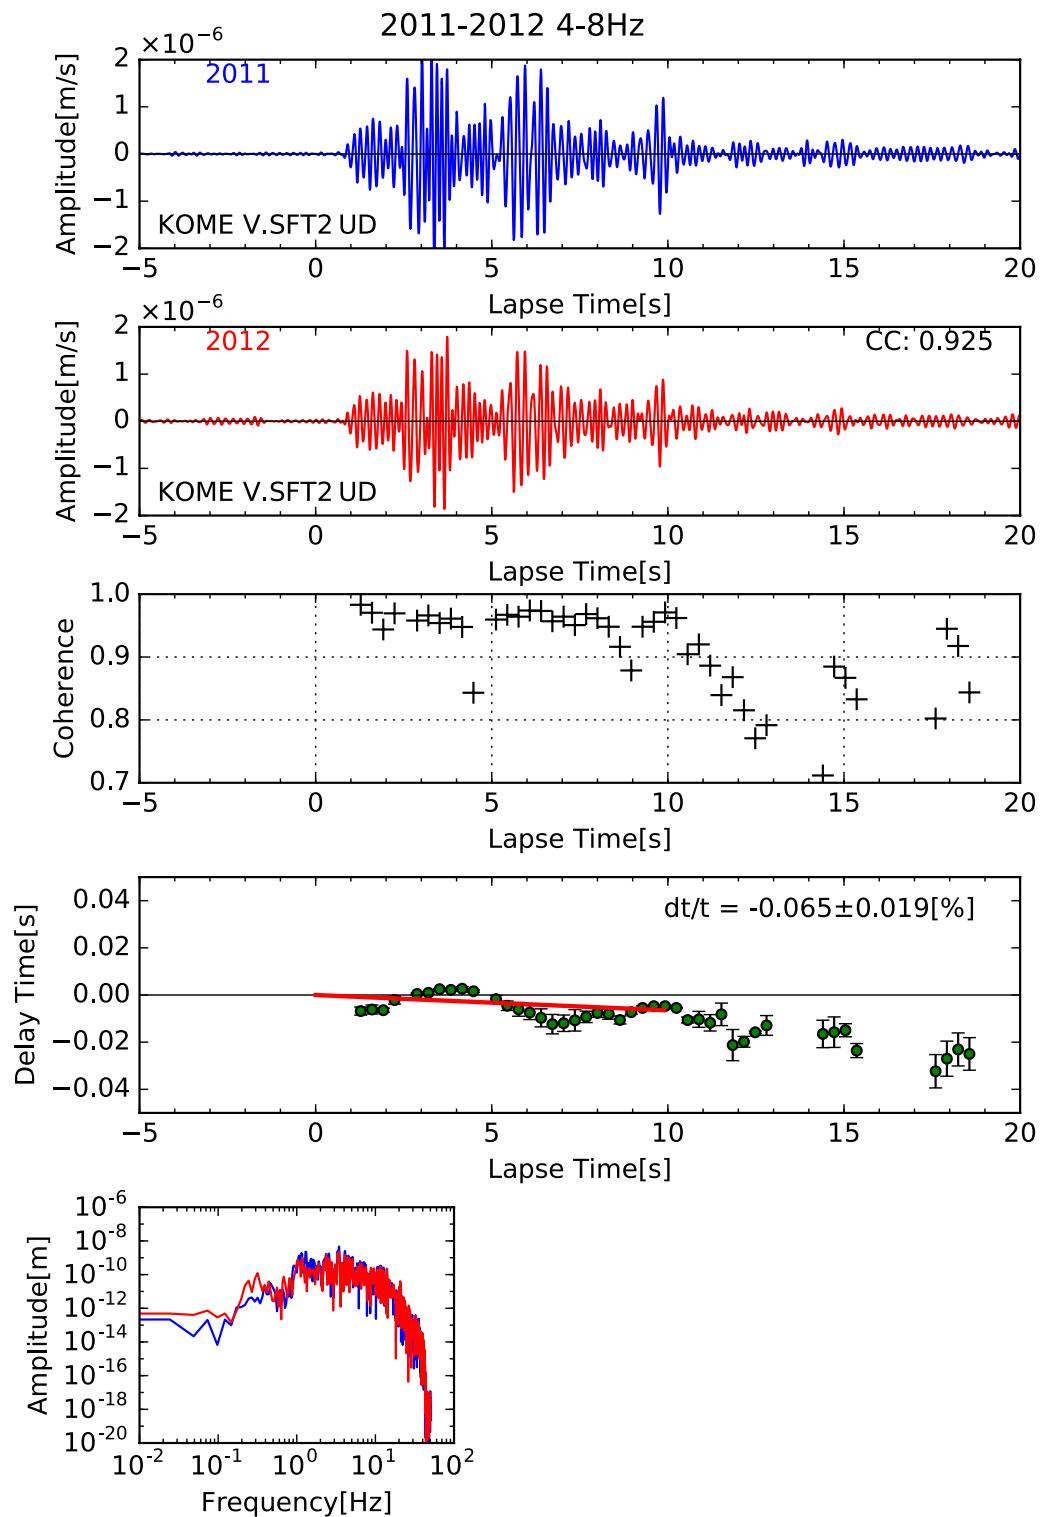 2011-2012 4-8Hz
×10⁻⁶
2
1
0
−1
−2
Amplitude[m/s]
2011
KOME V.SFT2 UD
−5 0 5 10 15 20
Lapse Time[s]
×10⁻⁶
2
1
0
−1
−2
Amplitude[m/s]
2012
CC: 0.925
KOME V.SFT2 UD
−5 0 5 10 15 20
Lapse Time[s]
1.0
0.9
0.8
0.7
Coherence
−5 0 5 10 15 20
Lapse Time[s]
0.04
0.02
0.00
−0.02
−0.04
Delay Time[s]
dt/t = -0.065±0.019[%]
−5 0 5 10 15 20
Lapse Time[s]
10⁻⁶
10⁻⁸
10⁻¹⁰
10⁻¹²
10⁻¹⁴
10⁻¹⁶
10⁻¹⁸
10⁻²⁰
Amplitude[m]
10⁻² 10⁻¹ 10⁰ 10¹ 10²
Frequency[Hz]